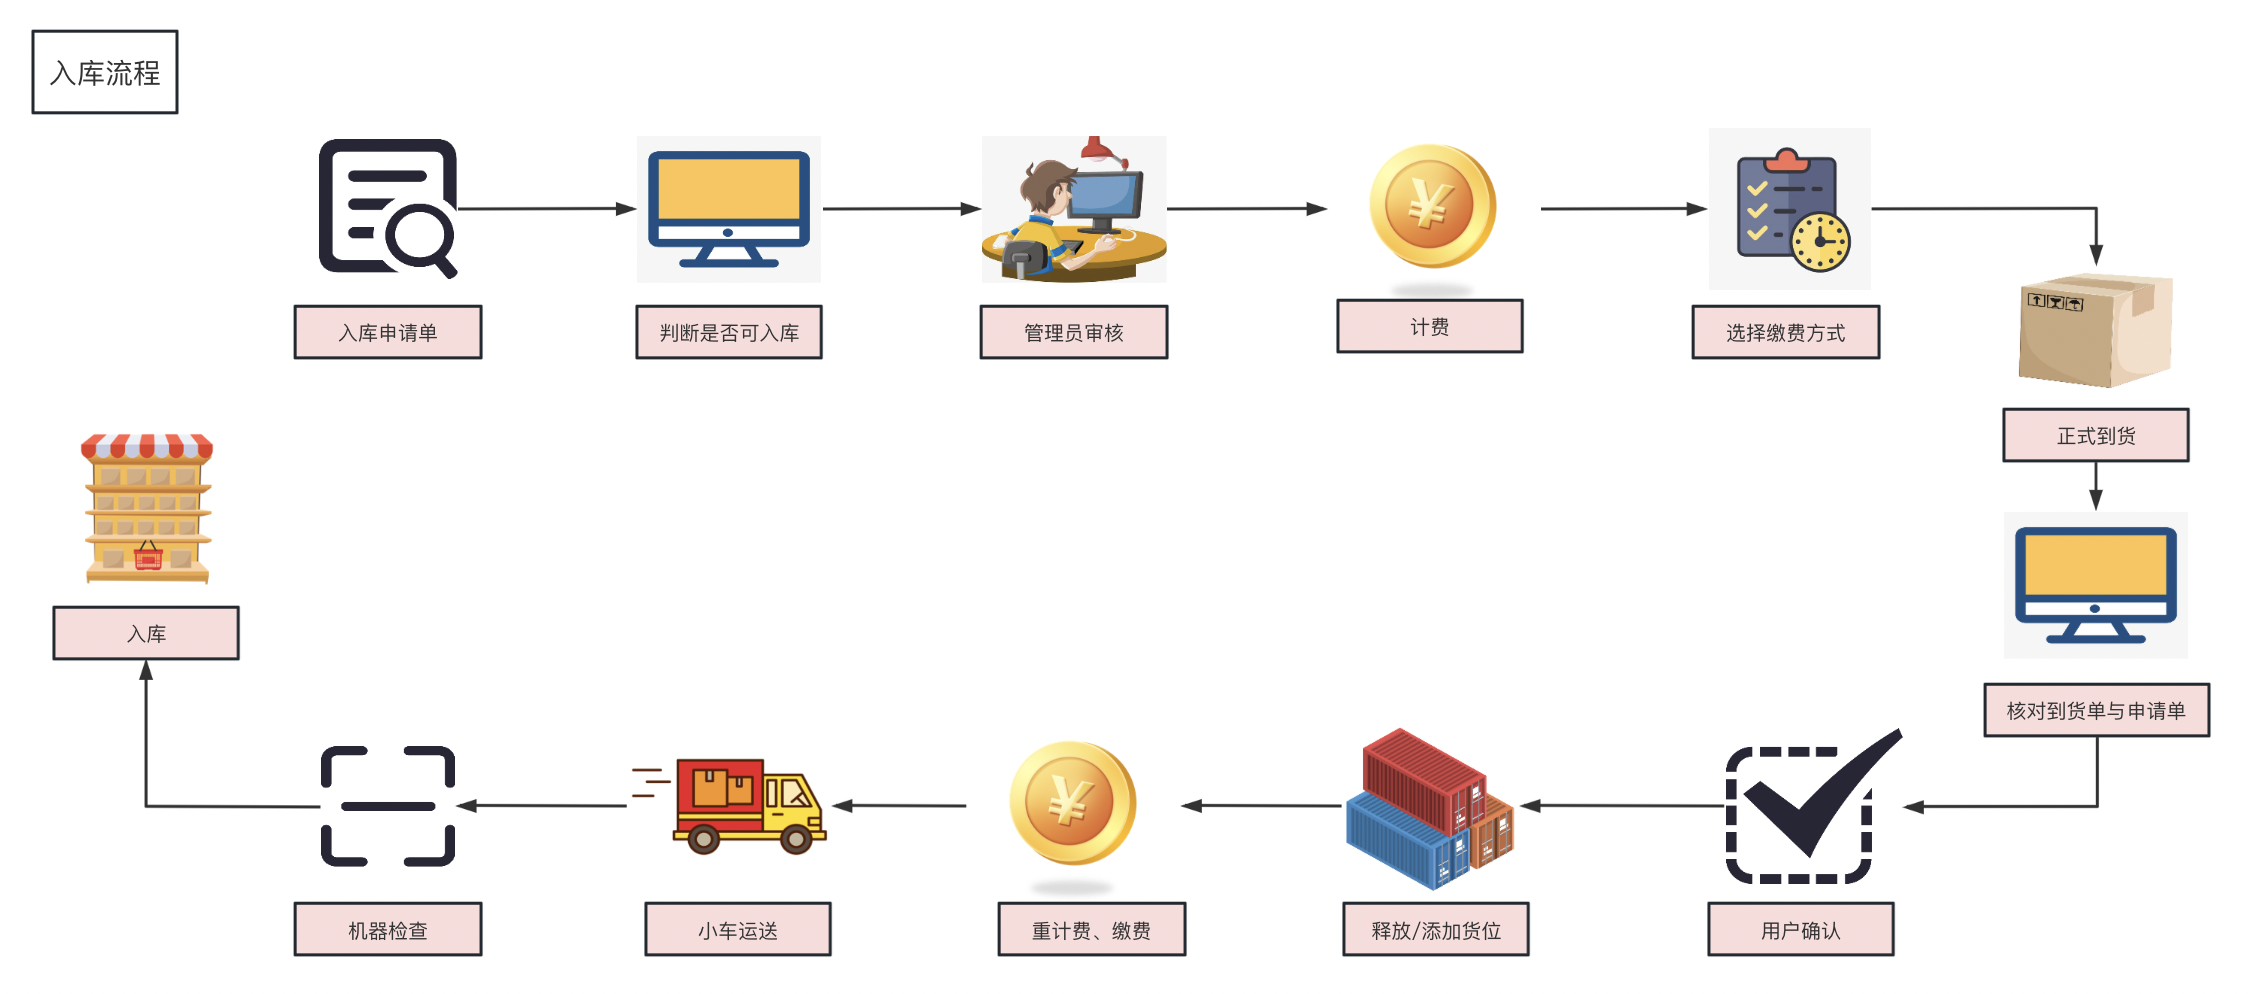 入库流程
入库申请单
判断是否可入库
管理员审核
计费
选择缴费方式
正式到货
核对到货单与申请单
用户确认
释放/添加货位
重计费、缴费
小车运送
机器检查
入库